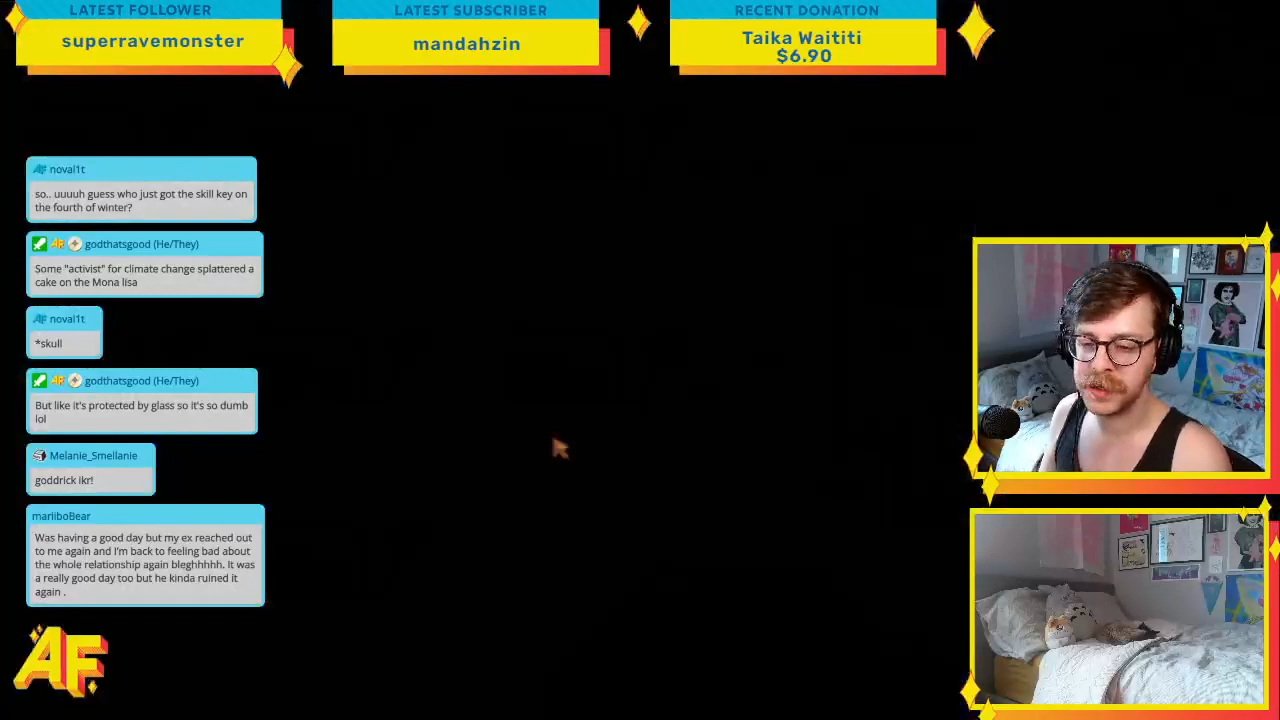 LATEST FOLLOWER
superravemonster
LATEST SUBSCRIBER
mandahzin
RECENT DONATION
Taika Waititi
$6.90
noval1t
so.. uuuuh guess who just got the skill key on
the fourth of winter?
godthatsgood (He/They)
Some "activist" for climate change splattered a
cake on the Mona lisa
noval1t
*skull
godthatsgood (He/They)
But like it's protected by glass so it's so dumb
lol
Melanie_Smellanie
goddrick ikr!
marliboBear
Was having a good day but my ex reached out
to me again and I'm back to feeling bad about
the whole relationship again bleghhhhh. It was
a really good day too but he kinda ruined it
again .
AF